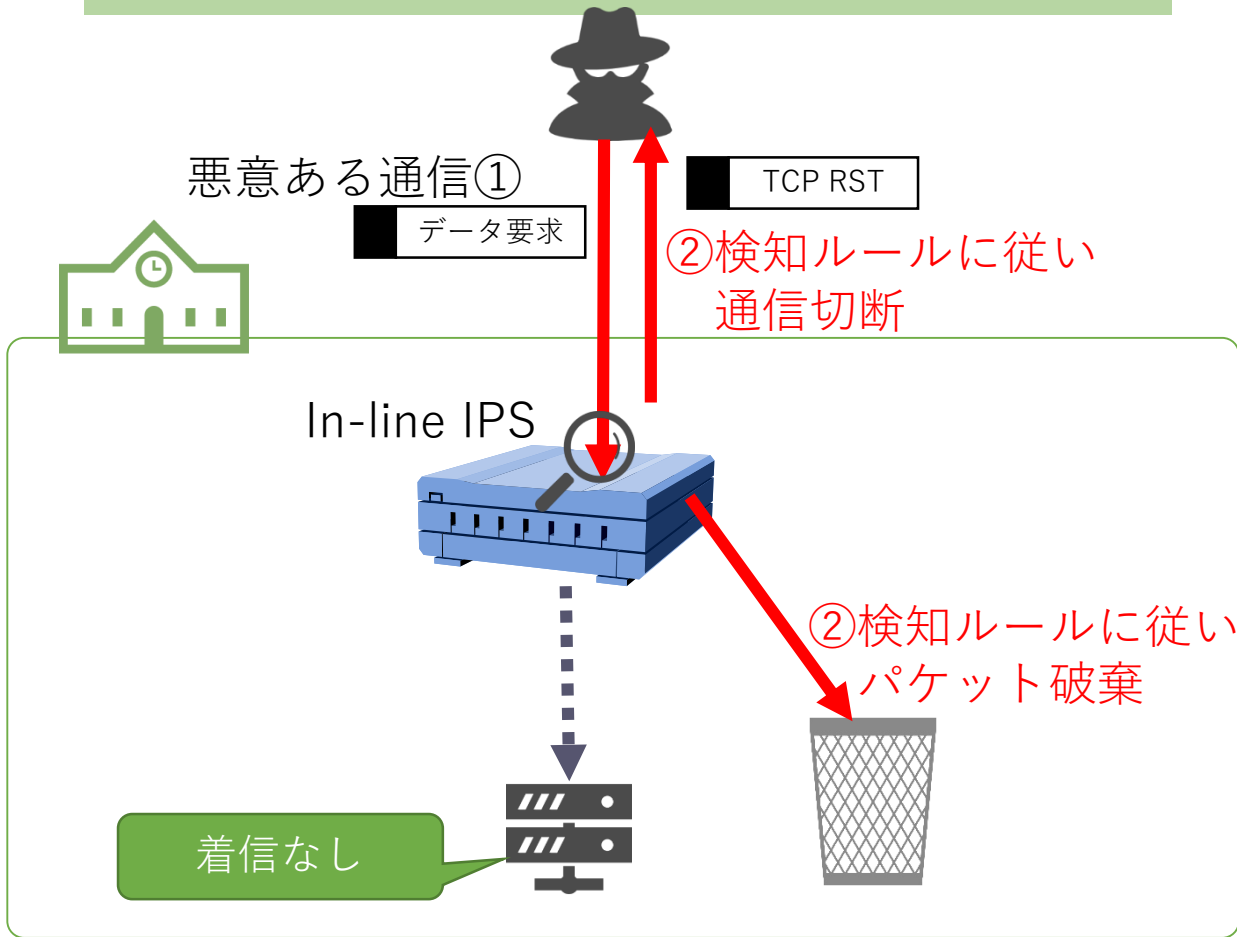 悪意ある通信①
データ要求
TCP RST
②検知ルールに従い
通信切断
In-line IPS
②検知ルールに従い
パケット破棄
着信なし